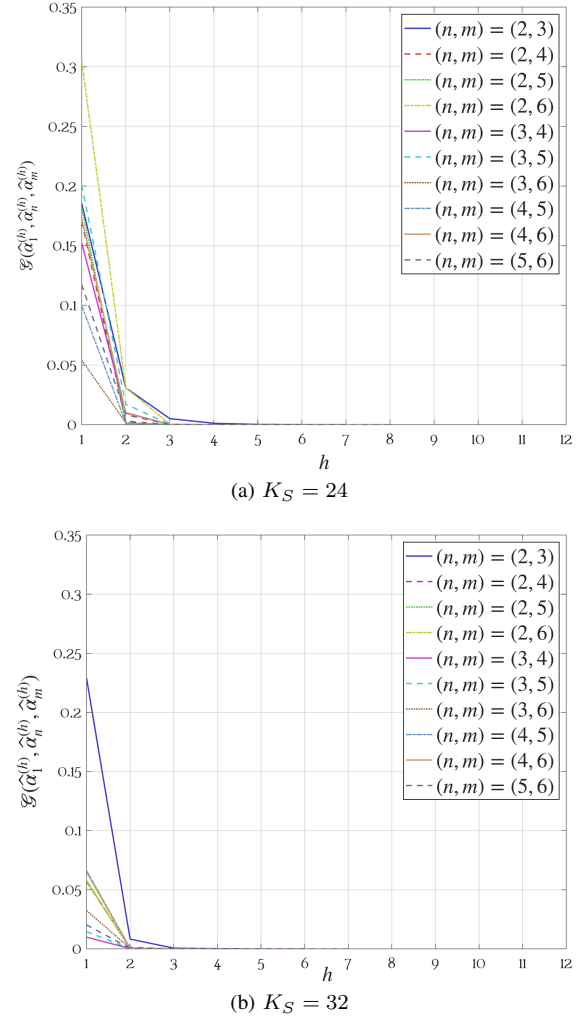 0.35
0.3
0.25
0.2
0.15
0.1
0.05
0
𝒢(α̂₁⁽ʰ⁾, α̂ₙ⁽ʰ⁾, α̂ₘ⁽ʰ⁾)
(n, m) = (2, 3)
(n, m) = (2, 4)
(n, m) = (2, 5)
(n, m) = (2, 6)
(n, m) = (3, 4)
(n, m) = (3, 5)
(n, m) = (3, 6)
(n, m) = (4, 5)
(n, m) = (4, 6)
(n, m) = (5, 6)
1 2 3 4 5 6 7 8 9 10 11 12
h
(a) K_S = 24
0.35
0.3
0.25
0.2
0.15
0.1
0.05
0
𝒢(α̂₁⁽ʰ⁾, α̂ₙ⁽ʰ⁾, α̂ₘ⁽ʰ⁾)
(n, m) = (2, 3)
(n, m) = (2, 4)
(n, m) = (2, 5)
(n, m) = (2, 6)
(n, m) = (3, 4)
(n, m) = (3, 5)
(n, m) = (3, 6)
(n, m) = (4, 5)
(n, m) = (4, 6)
(n, m) = (5, 6)
1 2 3 4 5 6 7 8 9 10 11 12
h
(b) K_S = 32